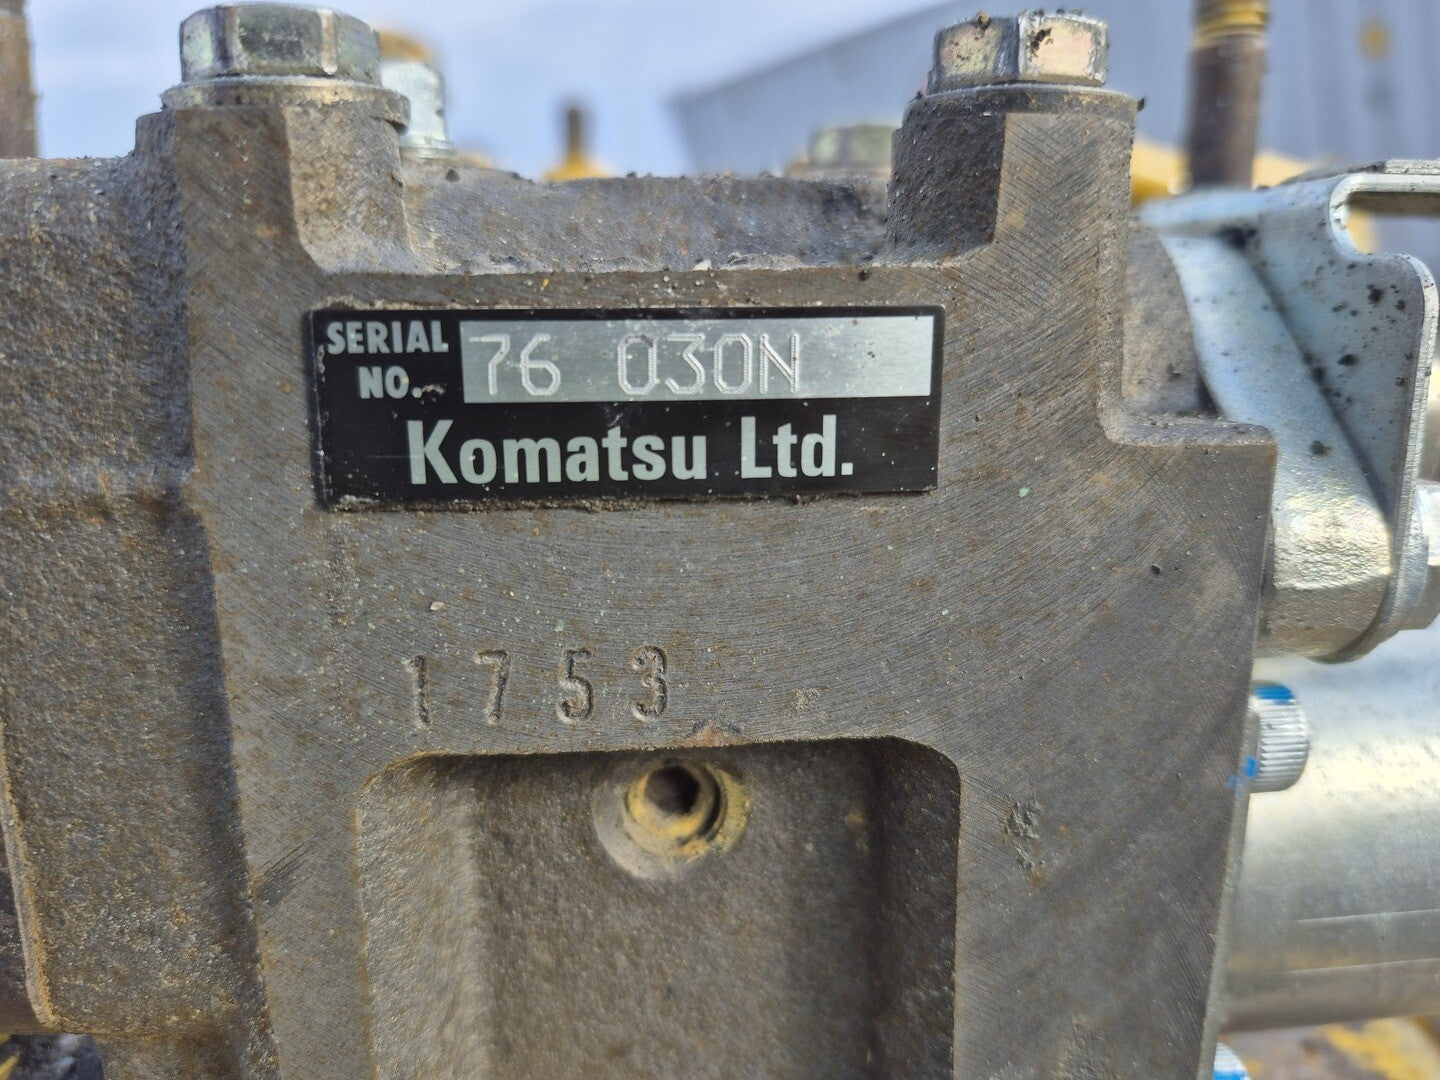 SERIAL NO. 76 030N
Komatsu Ltd.
1753